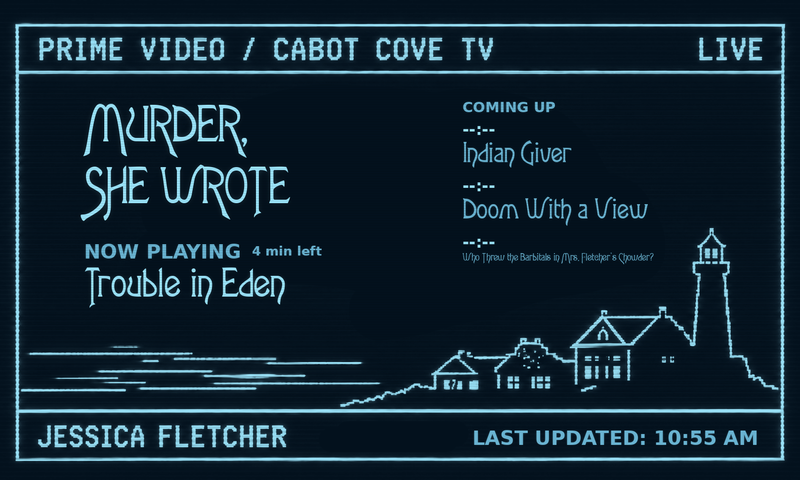 PRIME VIDEO / CABOT COVE TV
LIVE
MURDER,
SHE WROTE
NOW PLAYING 4 min left
Trouble in Eden
COMING UP
--:--
Indian Giver
--:--
Doom With a View
--:--
Who Threw the Barbitals in Mrs. Fletcher's Chowder?
JESSICA FLETCHER
LAST UPDATED: 10:55 AM